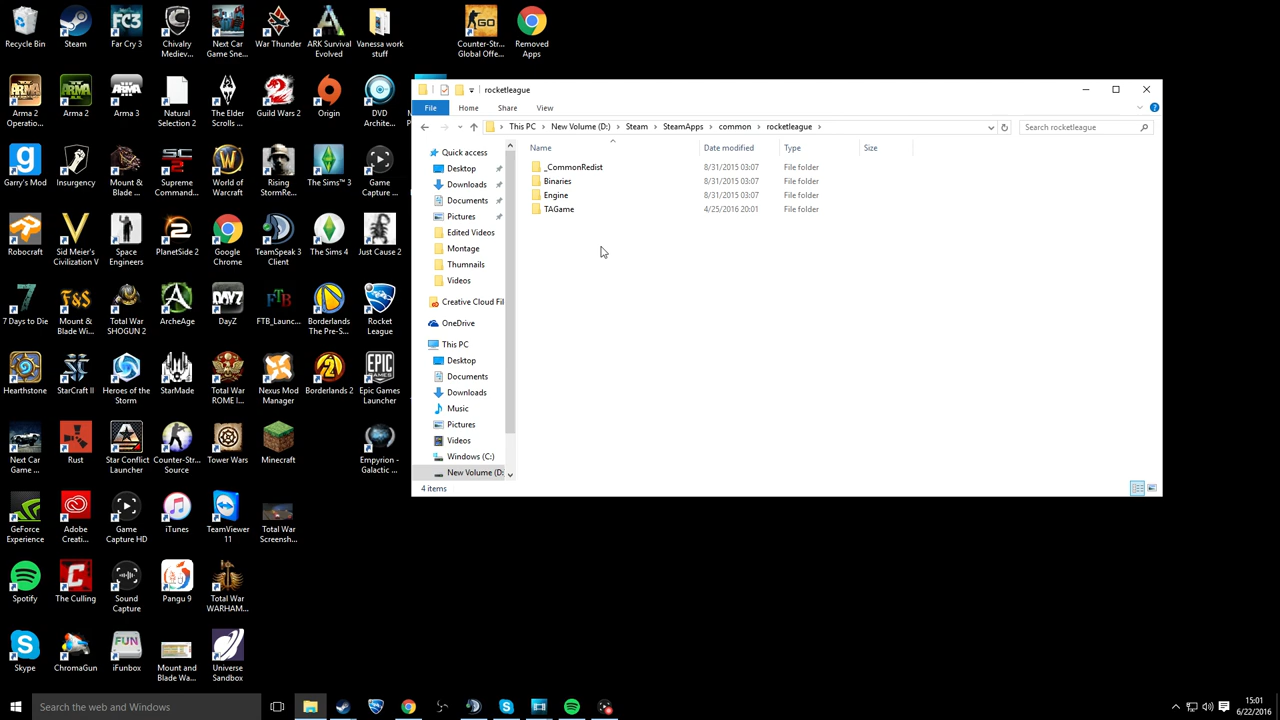 Recycle Bin
Steam
Far Cry 3
Chivalry
Mediev...
Next Car
Game Sne...
War Thunder
ARK Survival
Evolved
Vanessa work
stuff
Counter-Str...
Global Offe...
Removed
Apps
Arma 2
Operatio...
Arma 2
Arma 3
Natural
Selection 2
The Elder
Scrolls ...
Guild Wars 2
Origin
DVD
Archite...
Garry's Mod
Insurgency
Mount &
Blade ...
Supreme
Command...
World of
Warcraft
Rising
StormRe...
The Sims™ 3
Game
Capture ...
Robocraft
Sid Meier's
Civilization V
Space
Engineers
PlanetSide 2
Google
Chrome
TeamSpeak 3
Client
The Sims 4
Just Cause 2
7 Days to Die
Mount &
Blade Wi...
Total War
SHOGUN 2
ArcheAge
DayZ
FTB_Launc...
Borderlands
The Pre-S...
Rocket
League
Hearthstone
StarCraft II
Heroes of the
Storm
StarMade
Total War
ROME I...
Nexus Mod
Manager
Borderlands 2
Epic Games
Launcher
Next Car
Game ...
Rust
Star Conflict
Launcher
Counter-Str...
Source
Tower Wars
Minecraft
Empyrion -
Galactic ...
GeForce
Experience
Adobe
Creati...
Game
Capture HD
iTunes
TeamViewer
11
Total War
Screensh...
Spotify
The Culling
Sound
Capture
Pangu 9
Total War
WARHAM...
Skype
ChromaGun
iFunbox
Mount and
Blade Wa...
Universe
Sandbox
rocketleague
File
Home
Share
View
This PC
New Volume (D:)
Steam
SteamApps
common
rocketleague
Search rocketleague
Name
Date modified
Type
Size
_CommonRedist
8/31/2015 03:07
File folder
Binaries
8/31/2015 03:07
File folder
Engine
8/31/2015 03:07
File folder
TAGame
4/25/2016 20:01
File folder
Quick access
Desktop
Downloads
Documents
Pictures
Edited Videos
Montage
Thumnails
Videos
Creative Cloud Fil
OneDrive
This PC
Desktop
Documents
Downloads
Music
Pictures
Videos
Windows (C:)
New Volume (D:
4 items
Search the web and Windows
15:01
6/22/2016